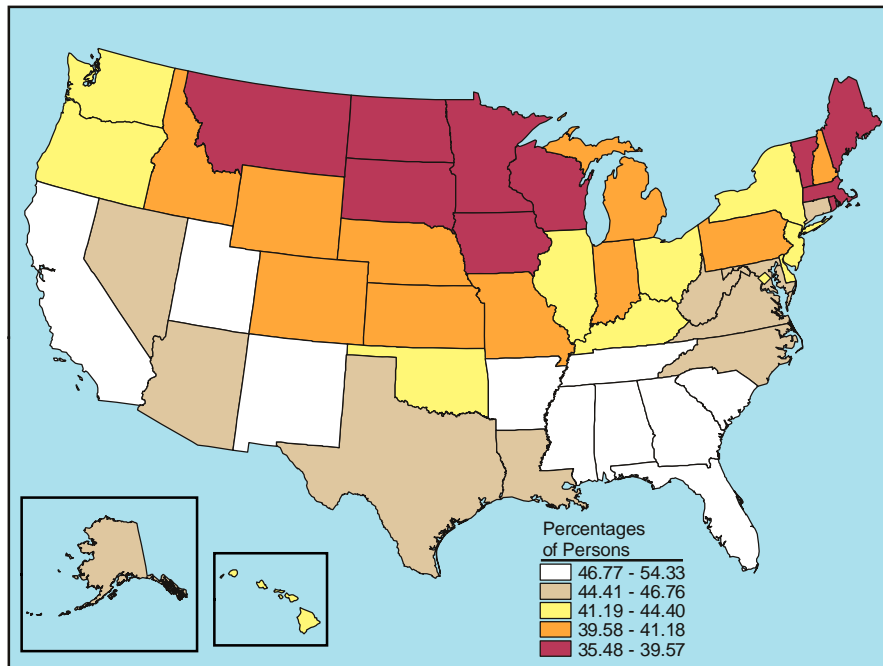 Percentages
of Persons
46.77 - 54.33
44.41 - 46.76
41.19 - 44.40
39.58 - 41.18
35.48 - 39.57